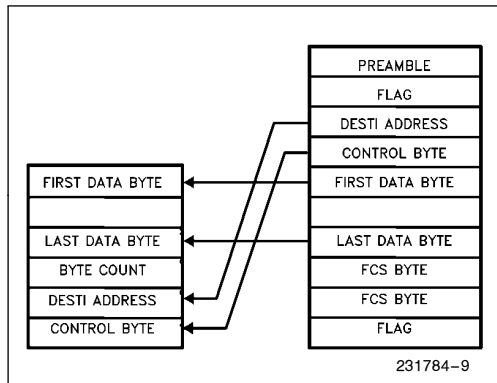 FIRST DATA BYTE
LAST DATA BYTE
BYTE COUNT
DESTI ADDRESS
CONTROL BYTE
PREAMBLE
FLAG
DESTI ADDRESS
CONTROL BYTE
FIRST DATA BYTE
LAST DATA BYTE
FCS BYTE
FCS BYTE
FLAG
231784–9